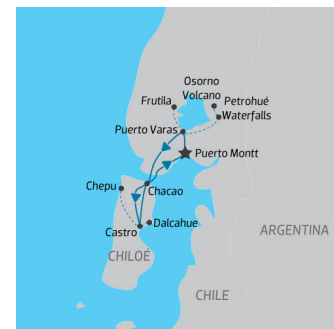 Osorno
Volcano
Frutila
Petrohué
Waterfalls
Puerto Varas
Puerto Montt
Chepu
Chacao
Dalcahue
Castro
ARGENTINA
CHILOÉ
CHILE